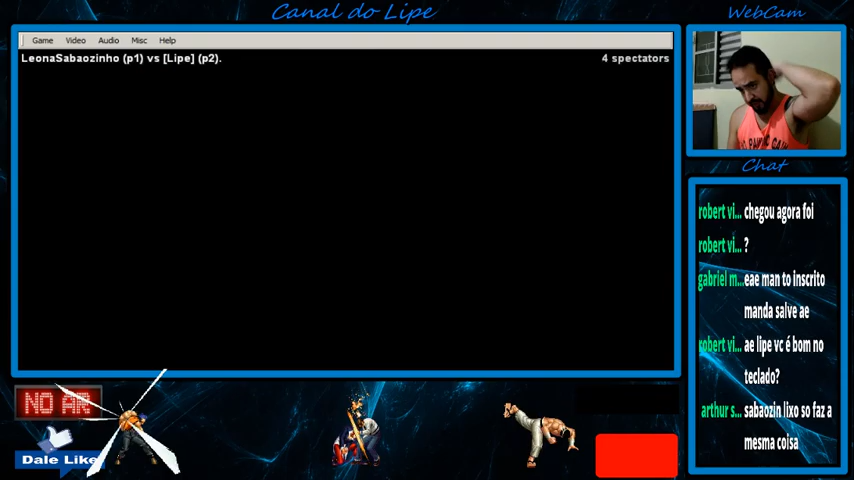 Canal do Lipe
WebCam
Game Video Audio Misc Help
LeonaSabaozinho (p1) vs [Lipe] (p2).
4 spectators
Chat
robert vi... chegou agora foi
robert vi... ?
gabriel m... eae man to inscrito
manda salve ae
robert vi... ae lipe vc é bom no
teclado?
arthur s... sabaozin lixo so faz a
mesma coisa
NO AR
Dale Like